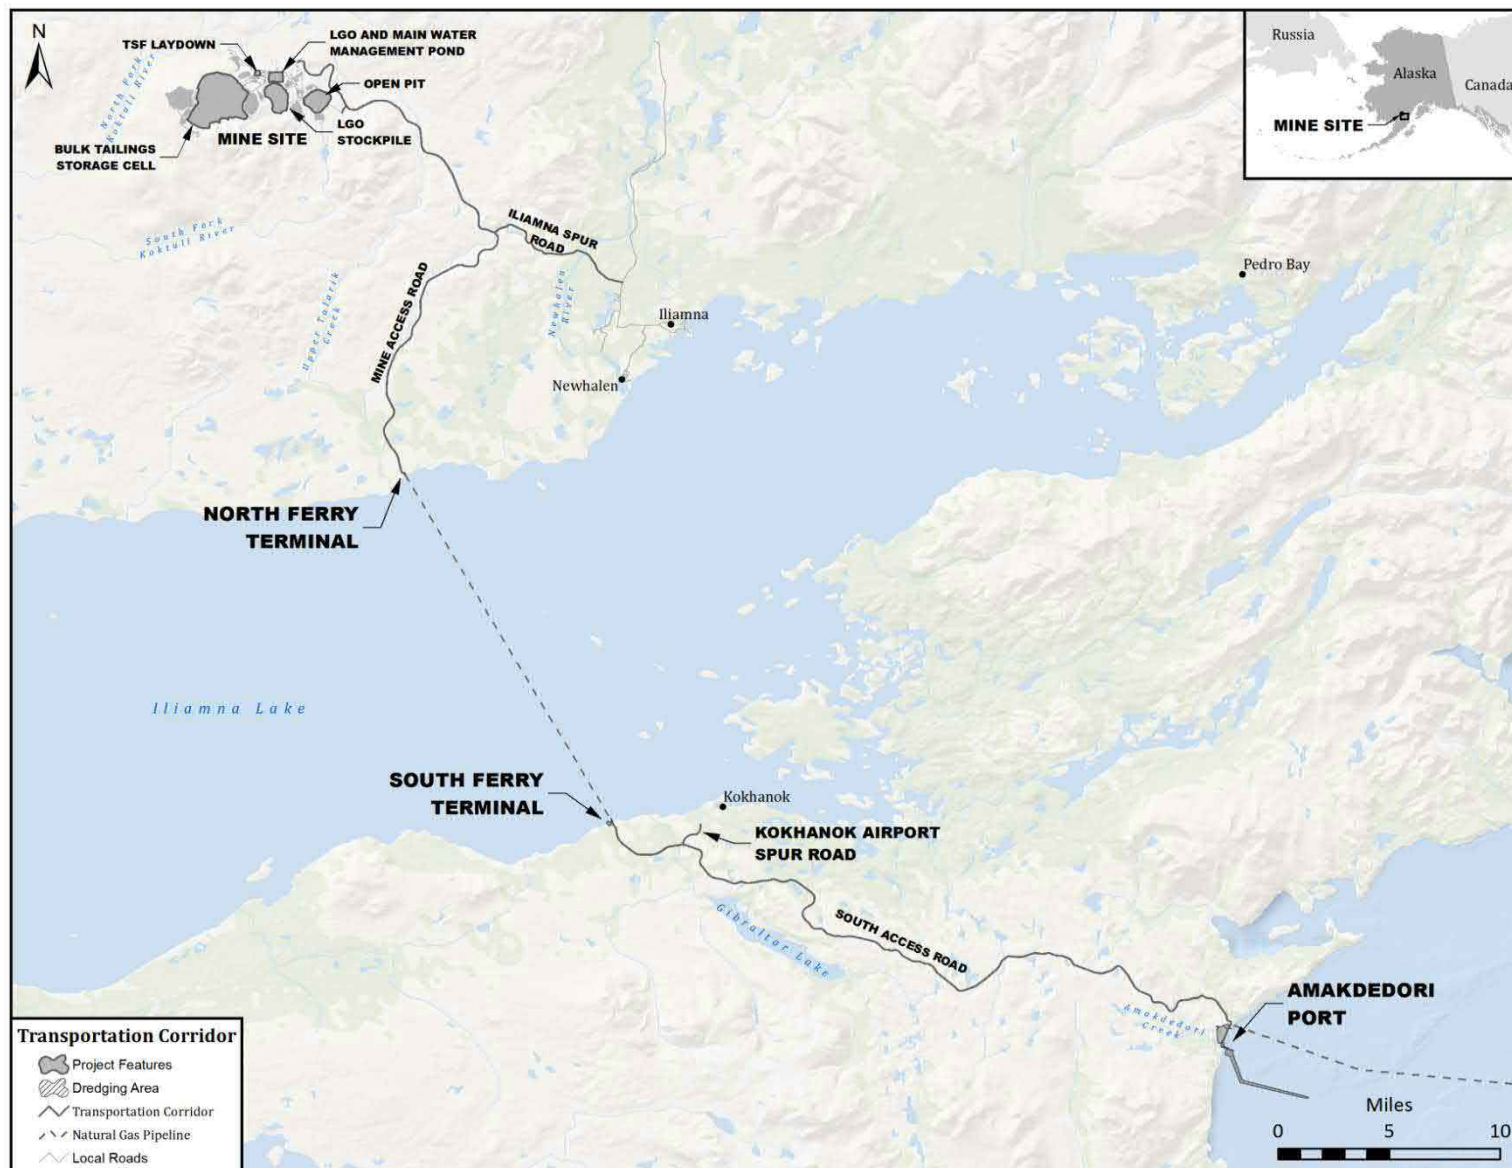 N
TSF LAYDOWN
LGO AND MAIN WATER
MANAGEMENT POND
OPEN PIT
LGO
STOCKPILE
MINE SITE
BULK TAILINGS
STORAGE CELL
North Fork
Koktuli River
South Fork
Koktuli River
Upper Talarik
Creek
MINE ACCESS ROAD
ILIAMNA SPUR
ROAD
Newhalen
River
Iliamna
Newhalen
Pedro Bay
Russia
Alaska
Canada
MINE SITE
NORTH FERRY
TERMINAL
Iliamna Lake
SOUTH FERRY
TERMINAL
Kokhanok
KOKHANOK AIRPORT
SPUR ROAD
Gibraltar Lake
SOUTH ACCESS ROAD
Amakdedori
Creek
AMAKDEDORI
PORT
Transportation Corridor
Project Features
Dredging Area
Transportation Corridor
Natural Gas Pipeline
Local Roads
Miles
0 5 10